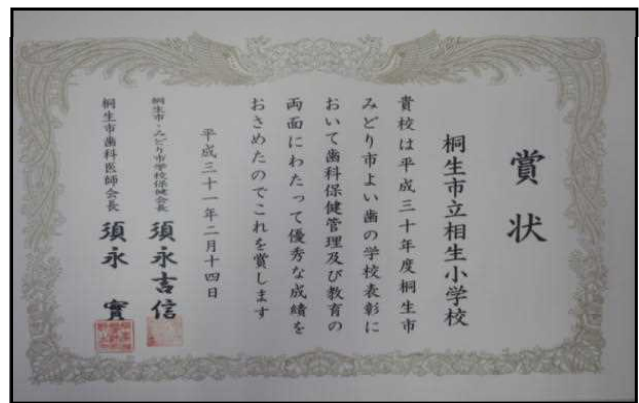 賞状
桐生市立相生小学校
貴校は平成三十年度桐生市
みどり市よい歯の学校表彰に
おいて歯科保健管理及び教育の
両面にわたって優秀な成績を
おさめたのでこれを賞します
平成三十一年二月十四日
桐生市・みどり市学校保健会長 須永吉信
桐生市歯科医師会長 須永 實